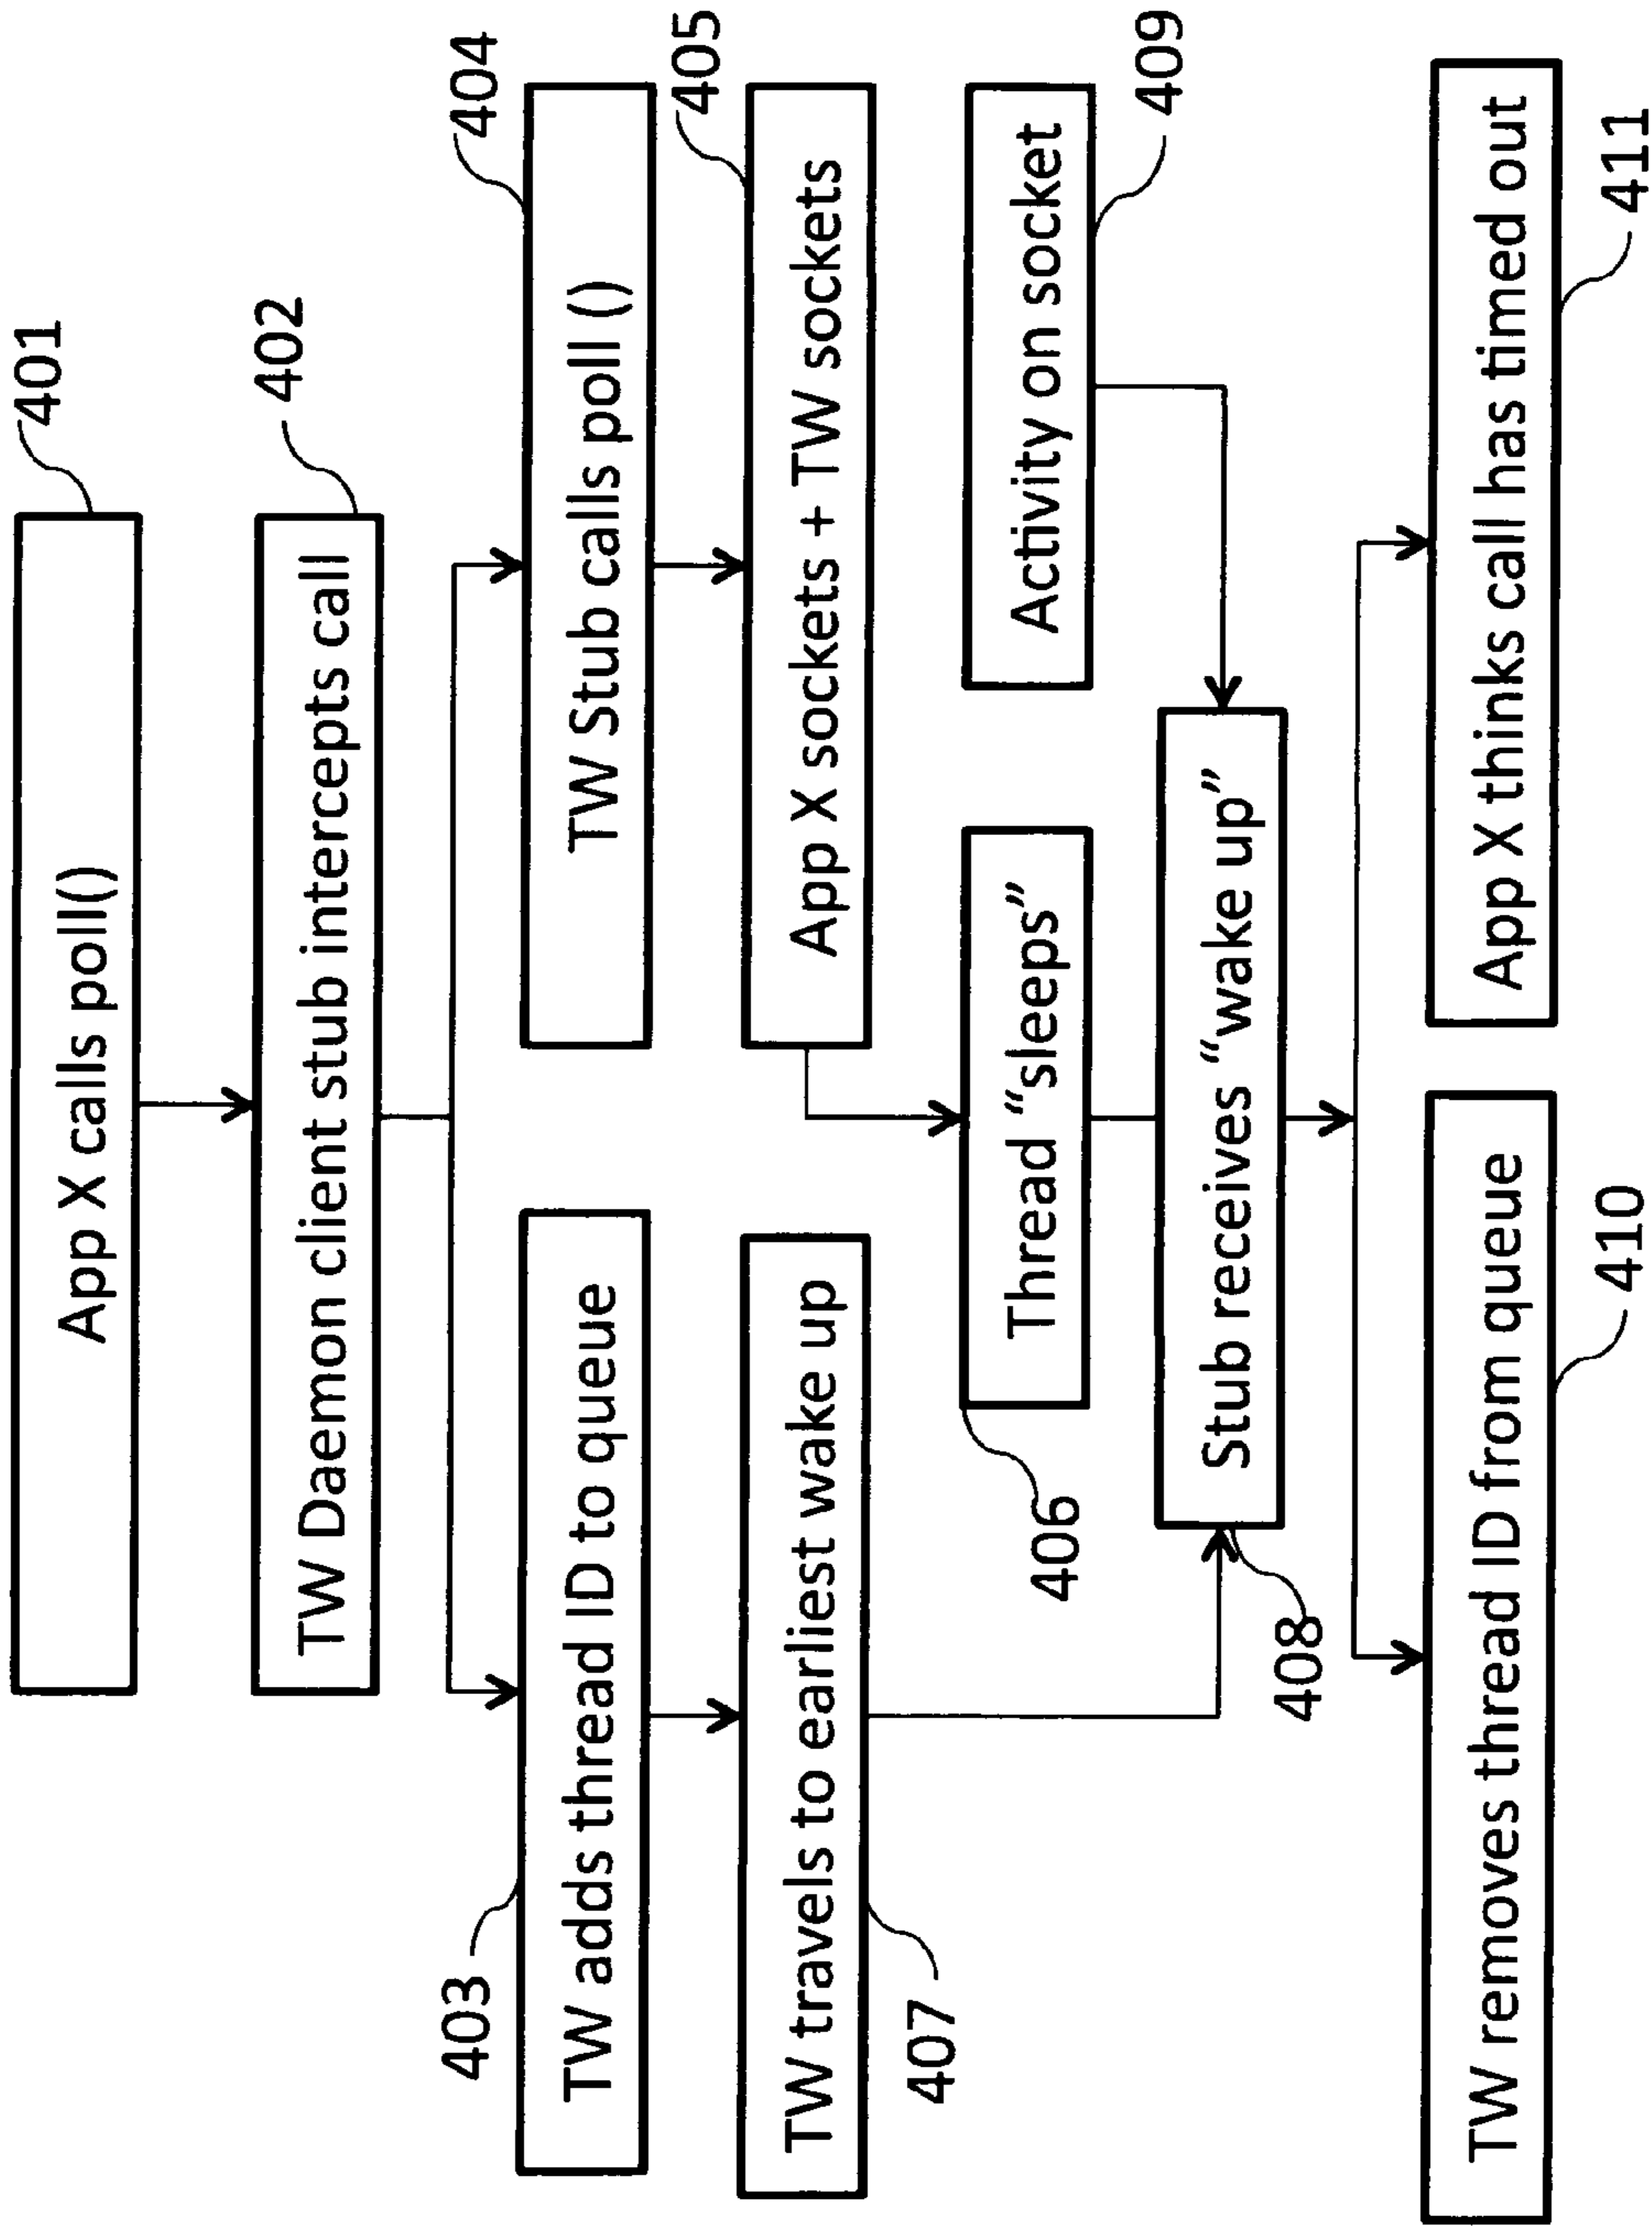 App X calls poll()
401
TW Daemon client stub intercepts call
402
403
TW adds thread ID to queue
TW Stub calls poll ()
404
TW travels to earliest wake up
407
App X sockets + TW sockets
405
Thread “sleeps”
406
Activity on socket
409
Stub receives “wake up”
408
TW removes thread ID from queue
410
App X thinks call has timed out
411